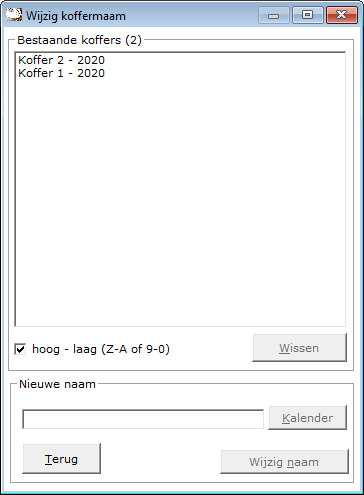 Wijzig koffermaam
Bestaande koffers (2)
Koffer 2 - 2020
Koffer 1 - 2020
hoog - laag (Z-A of 9-0)
Wissen
Nieuwe naam
Kalender
Terug
Wijzig naam